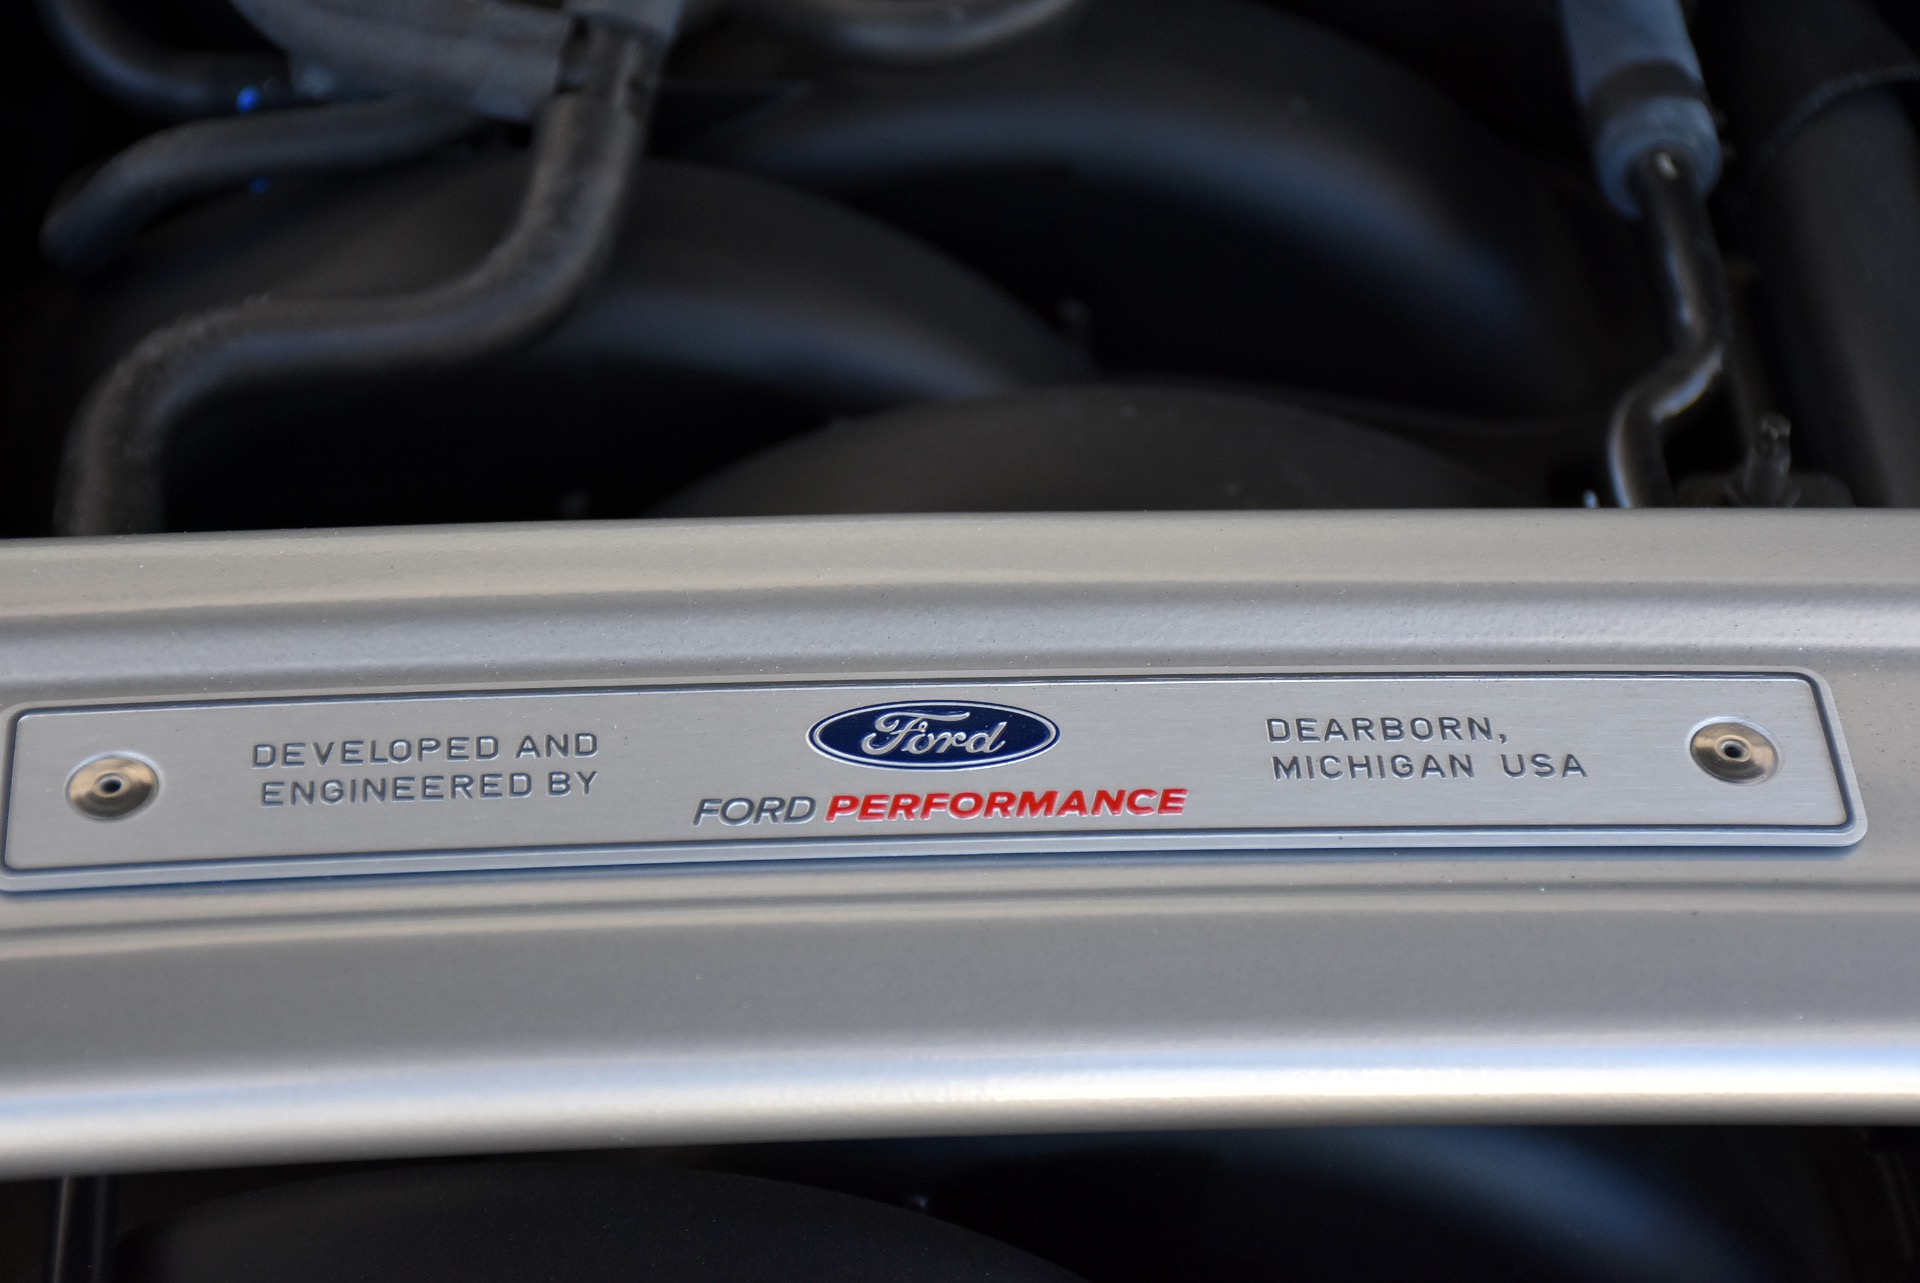 DEVELOPED AND
ENGINEERED BY
Ford
FORD PERFORMANCE
DEARBORN,
MICHIGAN USA